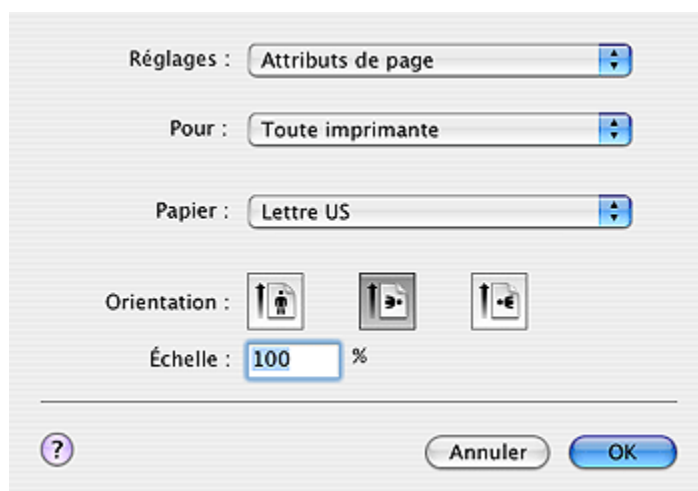 Réglages : Attributs de page
Pour : Toute imprimante
Papier : Lettre US
Orientation :
Échelle : 100 %
? Annuler OK